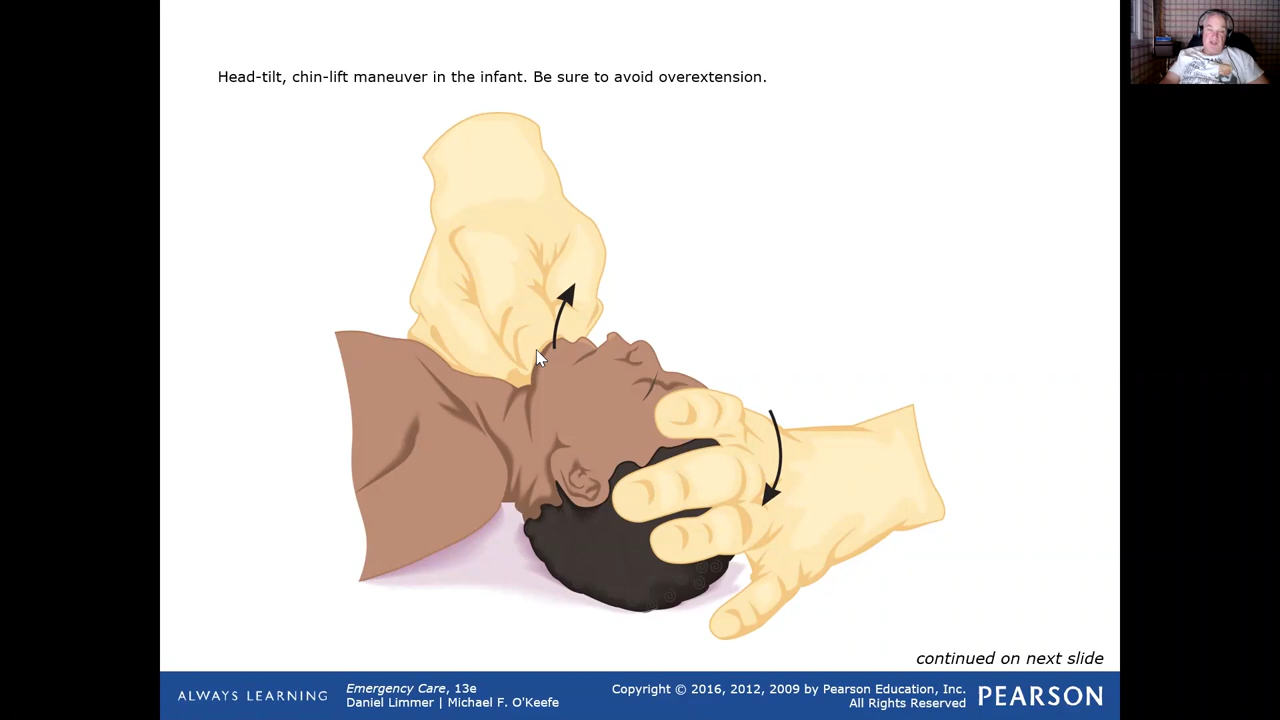 Head-tilt, chin-lift maneuver in the infant. Be sure to avoid overextension.
continued on next slide
ALWAYS LEARNING
Emergency Care, 13e
Daniel Limmer | Michael F. O'Keefe
Copyright © 2016, 2012, 2009 by Pearson Education, Inc.
All Rights Reserved
PEARSON